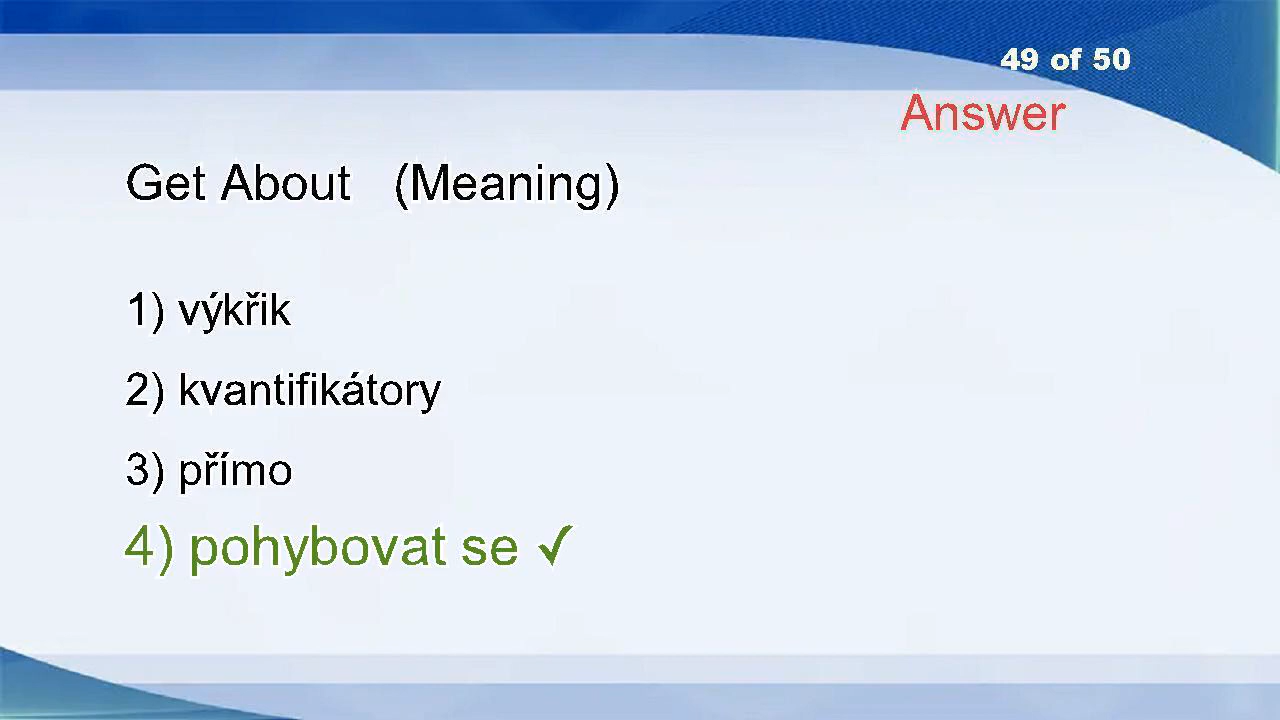 49 of 50
Answer
Get About (Meaning)
1) výkřik
2) kvantifikátory
3) přímo
4) pohybovat se ✓